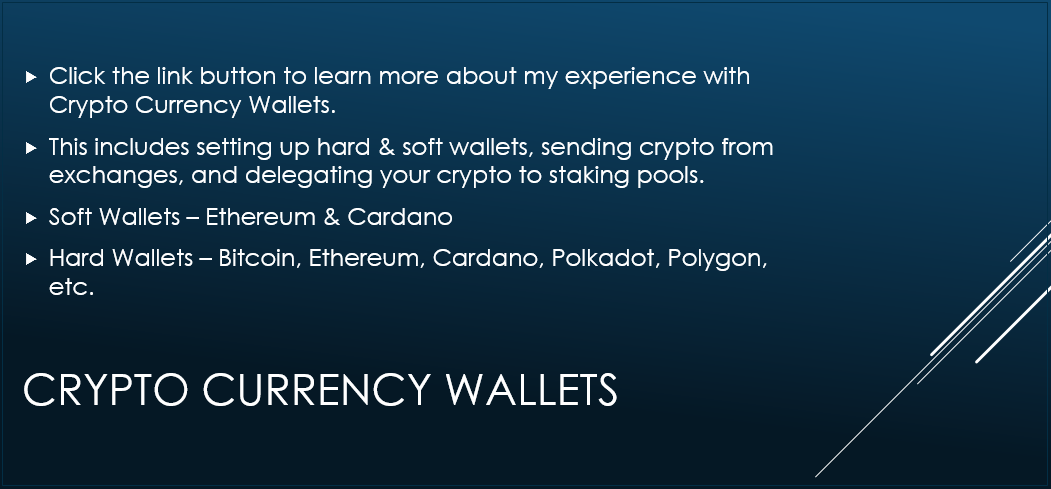 Click the link button to learn more about my experience with
Crypto Currency Wallets.
This includes setting up hard & soft wallets, sending crypto from
exchanges, and delegating your crypto to staking pools.
Soft Wallets – Ethereum & Cardano
Hard Wallets – Bitcoin, Ethereum, Cardano, Polkadot, Polygon,
etc.
CRYPTO CURRENCY WALLETS